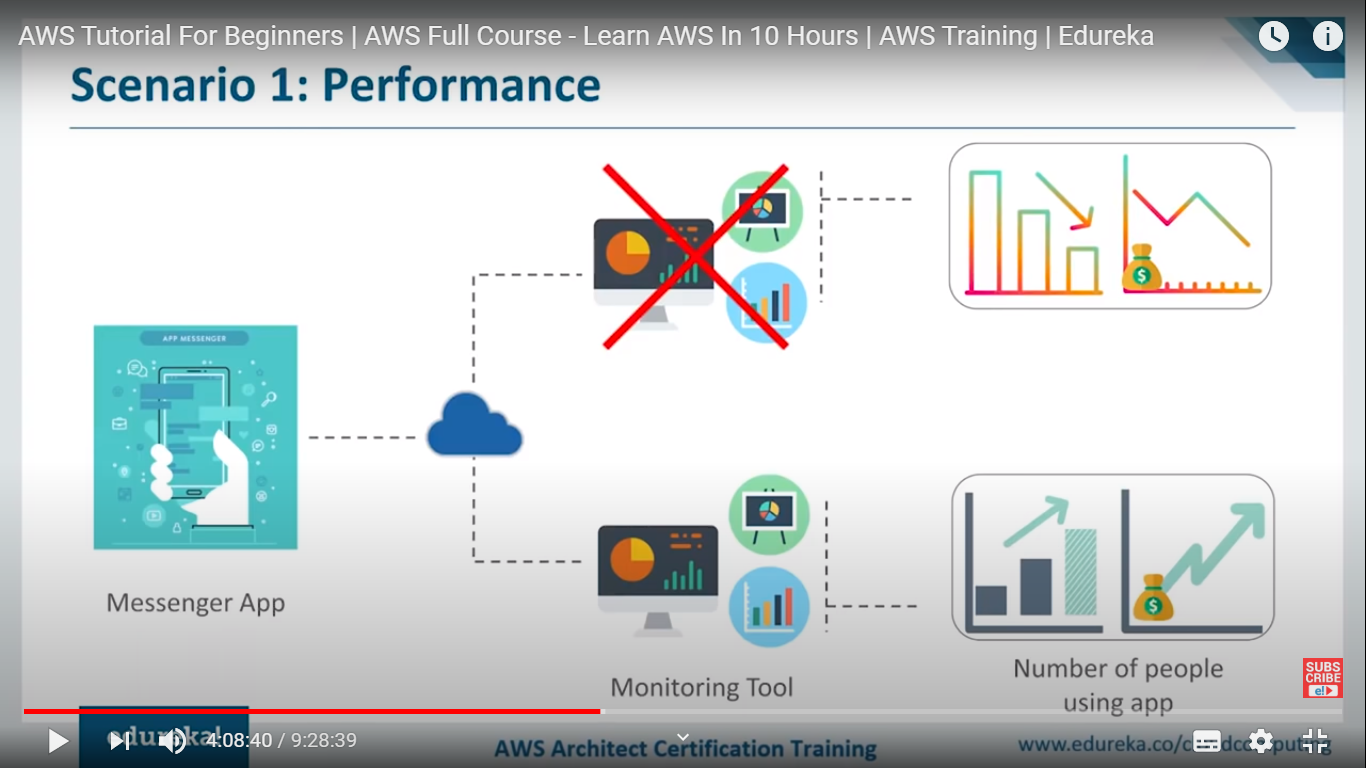 AWS Tutorial For Beginners | AWS Full Course - Learn AWS In 10 Hours | AWS Training | Edureka
Scenario 1: Performance
APP MESSENGER
$
$
Messenger App
Monitoring Tool
Number of people
using app
SUBS
CRIBE
e!
edureka!
4:08:40 / 9:28:39
AWS Architect Certification Training
www.edureka.co/cloudcomputing